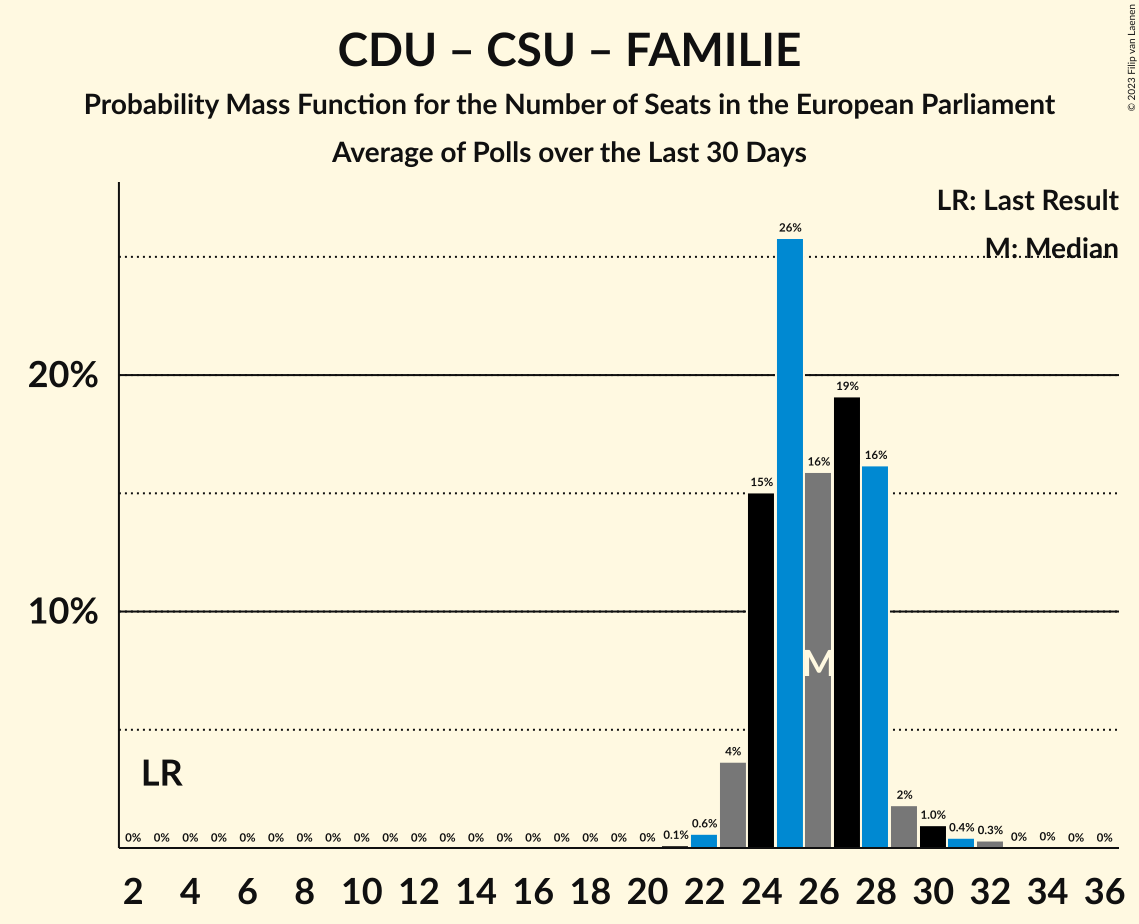 CDU – CSU – FAMILIE
Probability Mass Function for the Number of Seats in the European Parliament
Average of Polls over the Last 30 Days
© 2023 Filip van Laenen
LR: Last Result
M: Median
26%
20%
19%
16%
16%
15%
10%
M
4%
LR
2%
1.0%
0.6%
0.4%
0.3%
0.1%
0% 0% 0% 0% 0% 0% 0% 0% 0% 0% 0% 0% 0% 0% 0% 0% 0% 0% 0% 0% 0% 0% 0%
2 4 6 8 10 12 14 16 18 20 22 24 26 28 30 32 34 36